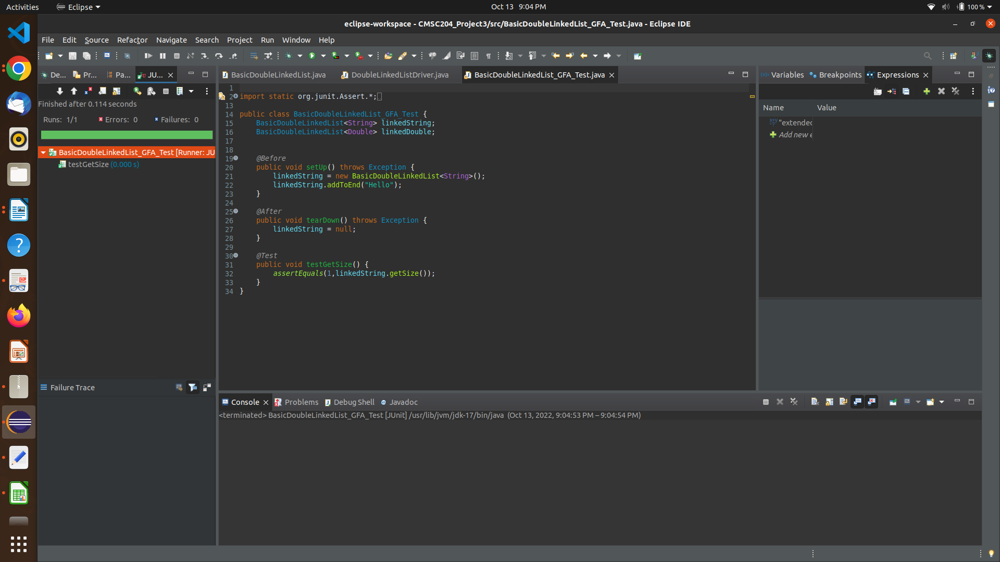 Activities
Eclipse
Oct 13 9:04 PM
100 %
eclipse-workspace - CMSC204_Project3/src/BasicDoubleLinkedList_GFA_Test.java - Eclipse IDE
File Edit Source Refactor Navigate Search Project Run Window Help
De... Pr... Pa... JU...
Finished after 0.114 seconds
Runs: 1/1 Errors: 0 Failures: 0
BasicDoubleLinkedList_GFA_Test [Runner: JU
testGetSize (0.000 s)
Failure Trace
BasicDoubleLinkedList.java DoubleLinkedListDriver.java BasicDoubleLinkedList_GFA_Test.java
1
2 import static org.junit.Assert.*;
13
14 public class BasicDoubleLinkedList_GFA_Test {
15 BasicDoubleLinkedList<String> linkedString;
16 BasicDoubleLinkedList<Double> linkedDouble;
17
18
19 @Before
20 public void setUp() throws Exception {
21 linkedString = new BasicDoubleLinkedList<String>();
22 linkedString.addToEnd("Hello");
23 }
24
25 @After
26 public void tearDown() throws Exception {
27 linkedString = null;
28 }
29
30 @Test
31 public void testGetSize() {
32 assertEquals(1,linkedString.getSize());
33 }
34 }
Variables Breakpoints Expressions
Name Value
"extended
Add new e
Console Problems Debug Shell Javadoc
<terminated> BasicDoubleLinkedList_GFA_Test [JUnit] /usr/lib/jvm/jdk-17/bin/java (Oct 13, 2022, 9:04:53 PM – 9:04:54 PM)